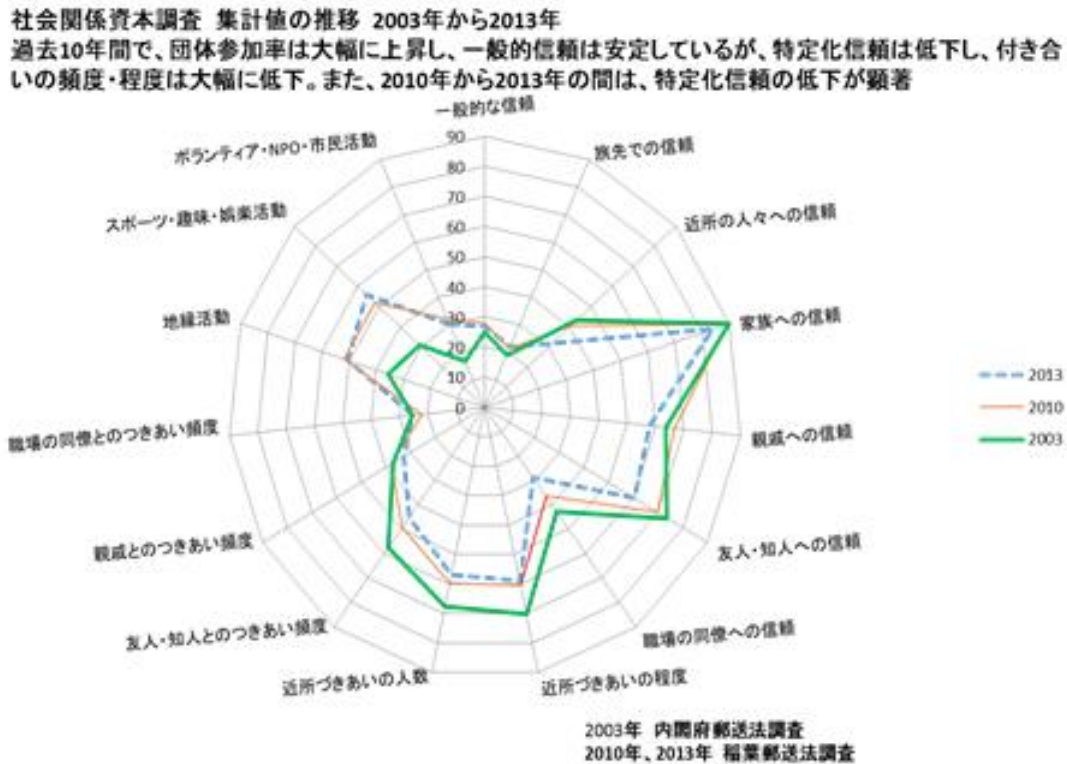 社会関係資本調査 集計値の推移 2003年から2013年
過去10年間で、団体参加率は大幅に上昇し、一般的信頼は安定しているが、特定化信頼は低下し、付き合
いの頻度・程度は大幅に低下。また、2010年から2013年の間は、特定化信頼の低下が顕著
一般的な信頼
旅先での信頼
近所の人々への信頼
家族への信頼
親戚への信頼
友人・知人への信頼
職場の同僚への信頼
近所づきあいの程度
近所づきあいの人数
友人・知人とのつきあい頻度
親戚とのつきあい頻度
職場の同僚とのつきあい頻度
地縁活動
スポーツ・趣味・娯楽活動
ボランティア・NPO・市民活動
90
80
70
60
50
40
30
20
10
0
2013
2010
2003
2003年 内閣府郵送法調査
2010年、2013年 稲葉郵送法調査